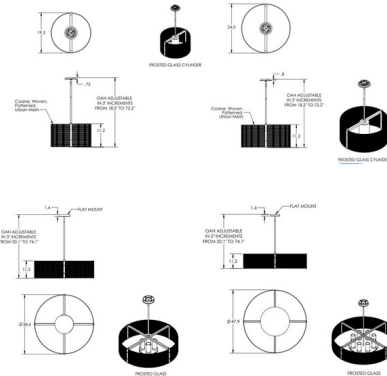 19.3
FROSTED GLASS CYLINDER
.75
Coarse, Woven,
Patterned,
Urban Mesh
OAH ADJUSTABLE
IN 3" INCREMENTS
FROM 18.2" TO 72.2"
11.2
24.0
.8
Coarse, Woven,
Patterned,
Urban Mesh
OAH ADJUSTABLE
IN 3" INCREMENTS
FROM 18.2" TO 72.2"
11.2
FROSTED GLASS CYLINDER
1.4
FLAT MOUNT
OAH ADJUSTABLE
IN 3" INCREMENTS
FROM 20.1" TO 74.1"
11.2
FROSTED GLASS
1.4
FLAT MOUNT
OAH ADJUSTABLE
IN 3" INCREMENTS
FROM 20.1" TO 74.1"
11.2
Ø47.9
FROSTED GLASS